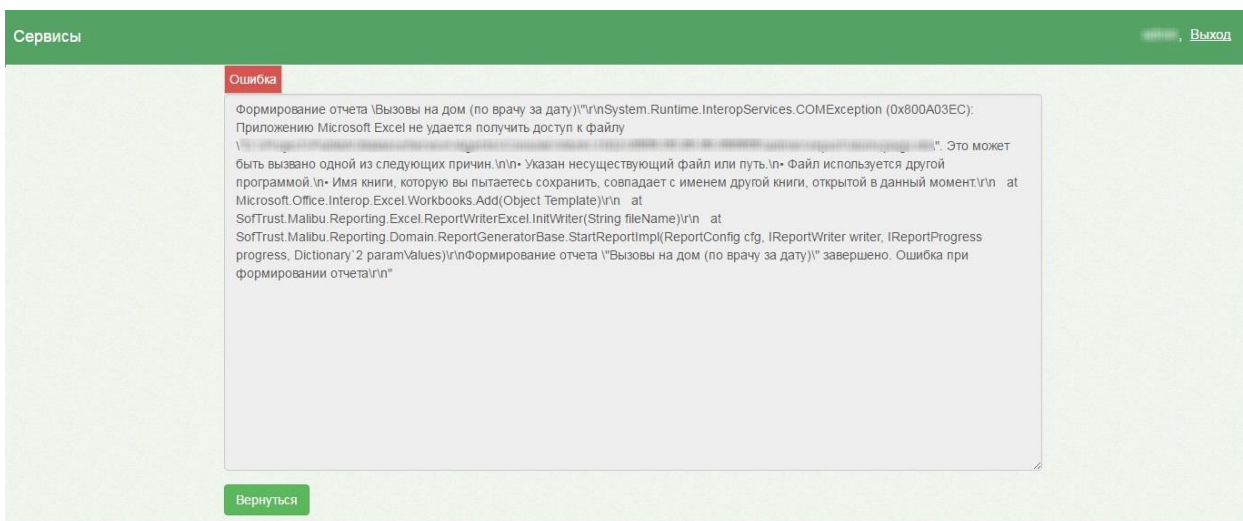 Сервисы
, Выход
Ошибка
Формирование отчета \Вызовы на дом (по врачу за дату)\"\r\nSystem.Runtime.InteropServices.COMException (0x800A03EC):
Приложению Microsoft Excel не удается получить доступ к файлу
\". Это может
быть вызвано одной из следующих причин.\n\n• Указан несуществующий файл или путь.\n• Файл используется другой
программой.\n• Имя книги, которую вы пытаетесь сохранить, совпадает с именем другой книги, открытой в данный момент.\r\n   at
Microsoft.Office.Interop.Excel.Workbooks.Add(Object Template)\r\n   at
SofTrust.Malibu.Reporting.Excel.ReportWriterExcel.InitWriter(String fileName)\r\n   at
SofTrust.Malibu.Reporting.Domain.ReportGeneratorBase.StartReportImpl(ReportConfig cfg, IReportWriter writer, IReportProgress
progress, Dictionary`2 paramValues)\r\nФормирование отчета \"Вызовы на дом (по врачу за дату)\" завершено. Ошибка при
формировании отчета\r\n"
Вернуться